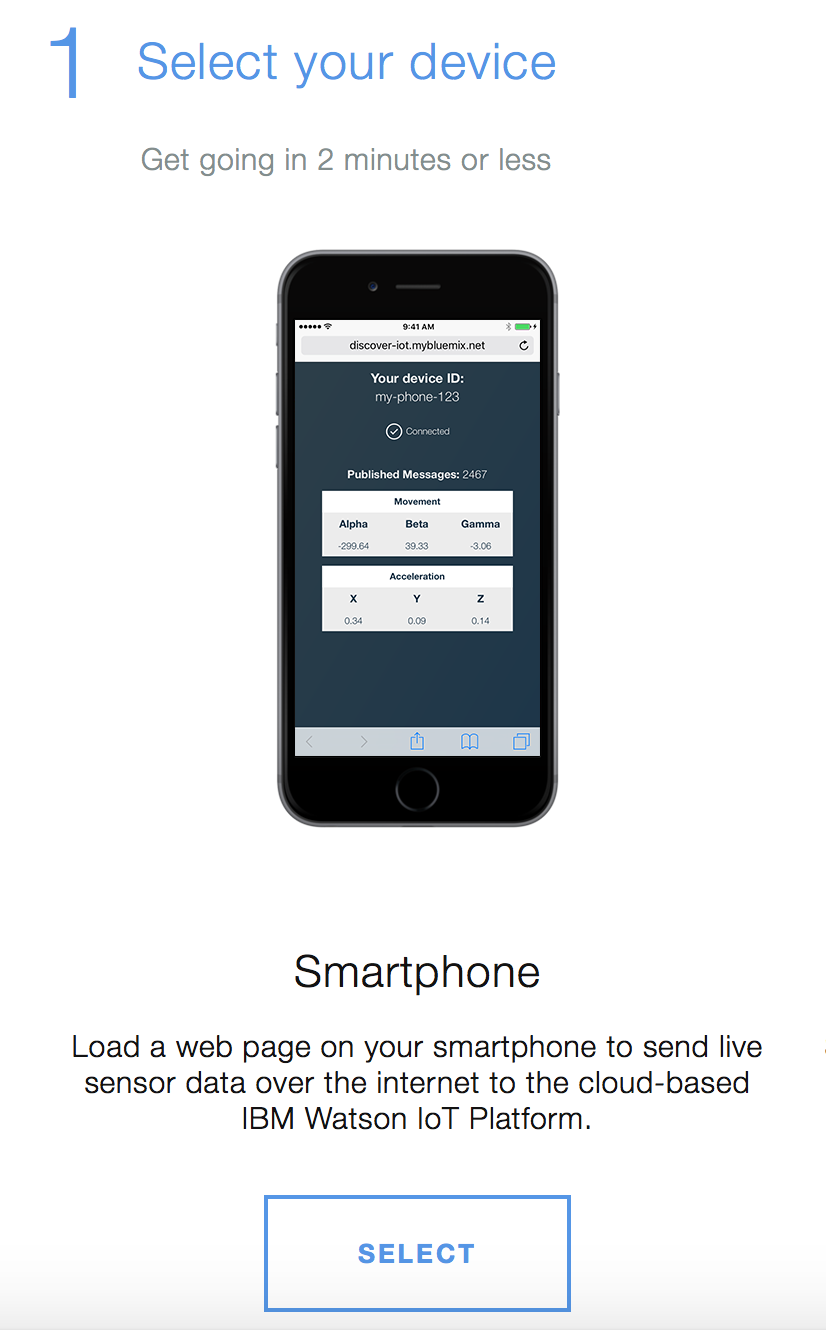 1 Select your device
Get going in 2 minutes or less
9:41 AM
discover-iot.mybluemix.net
Your device ID:
my-phone-123
Connected
Published Messages: 2467
Movement
Alpha Beta Gamma
-299.64 39.33 -3.06
Acceleration
X Y Z
0.34 0.09 0.14
Smartphone
Load a web page on your smartphone to send live
sensor data over the internet to the cloud-based
IBM Watson IoT Platform.
SELECT